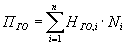 П_ГО = ∑_{i=1}^{n} Н_{ГО,i} · N_i